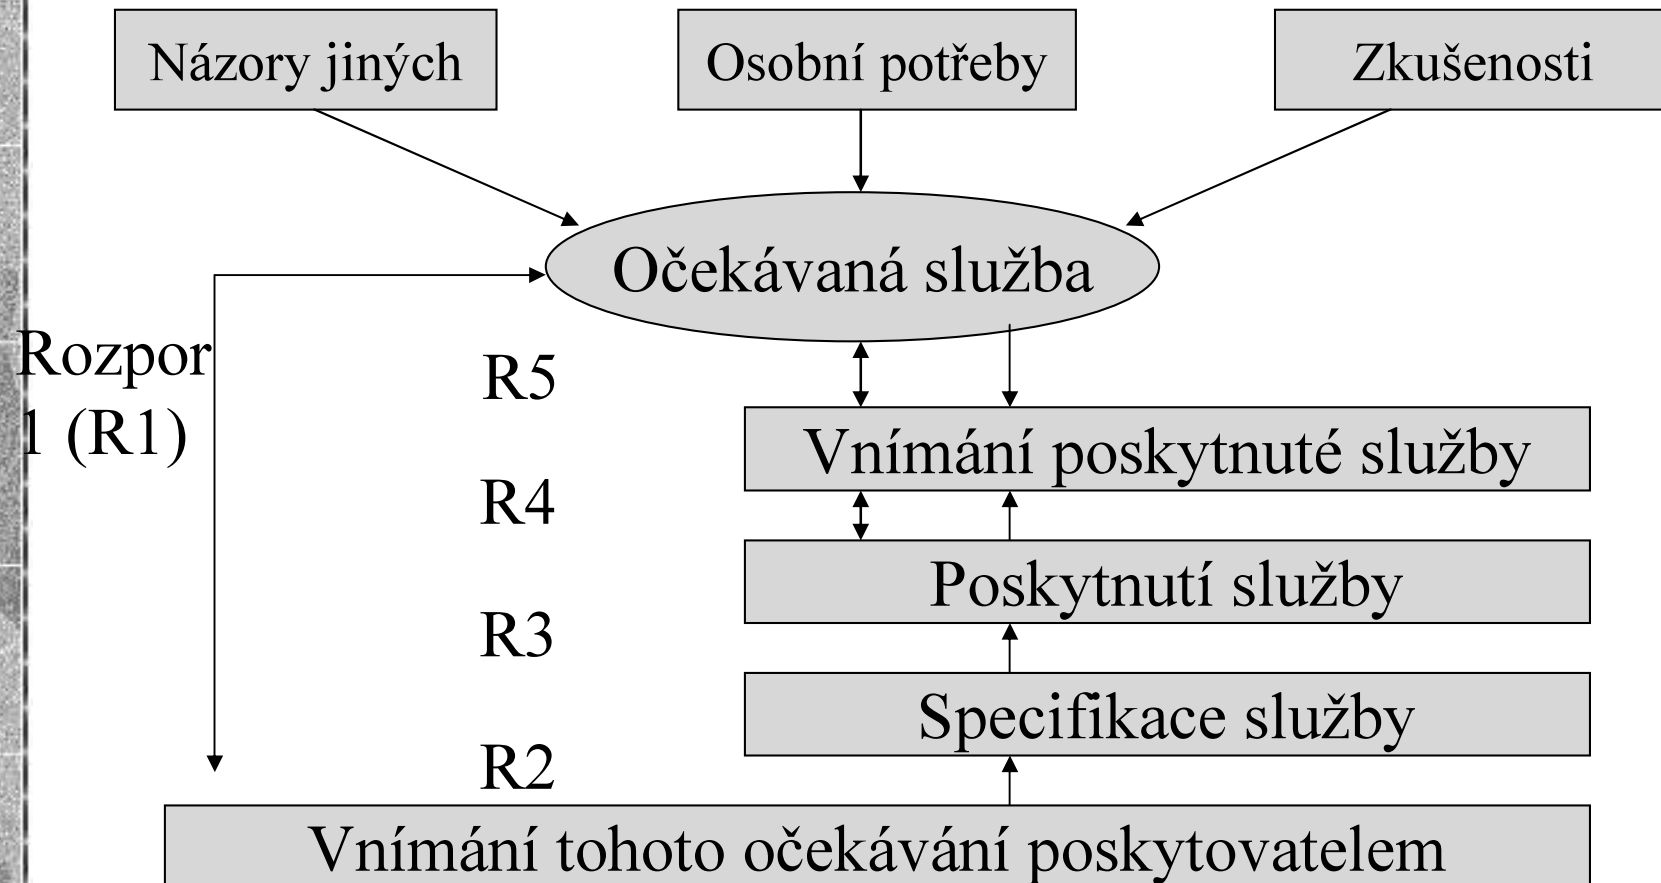 Názory jiných
Osobní potřeby
Zkušenosti
Očekávaná služba
Rozpor
1 (R1)
R5
Vnímání poskytnuté služby
R4
Poskytnutí služby
R3
Specifikace služby
R2
Vnímání tohoto očekávání poskytovatelem